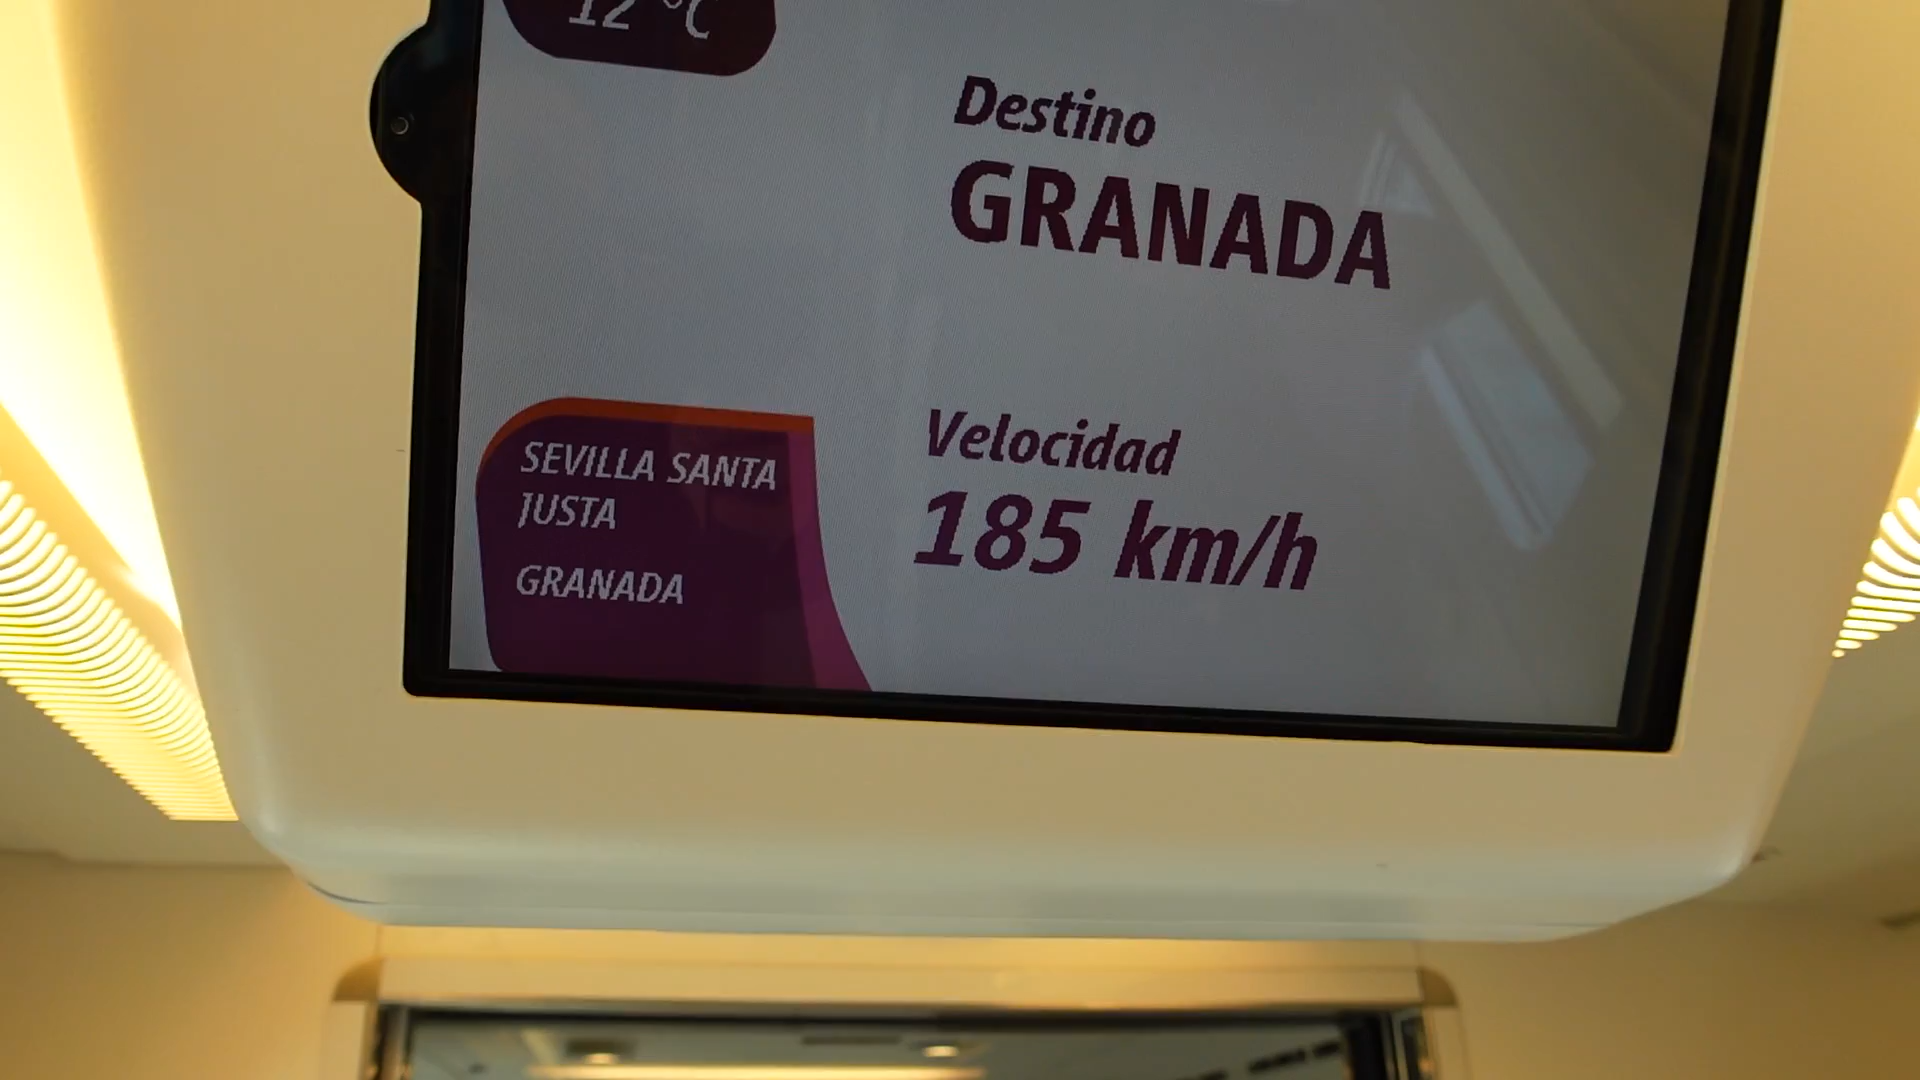 12 °C
Destino
GRANADA
Velocidad
185 km/h
SEVILLA SANTA
JUSTA
GRANADA